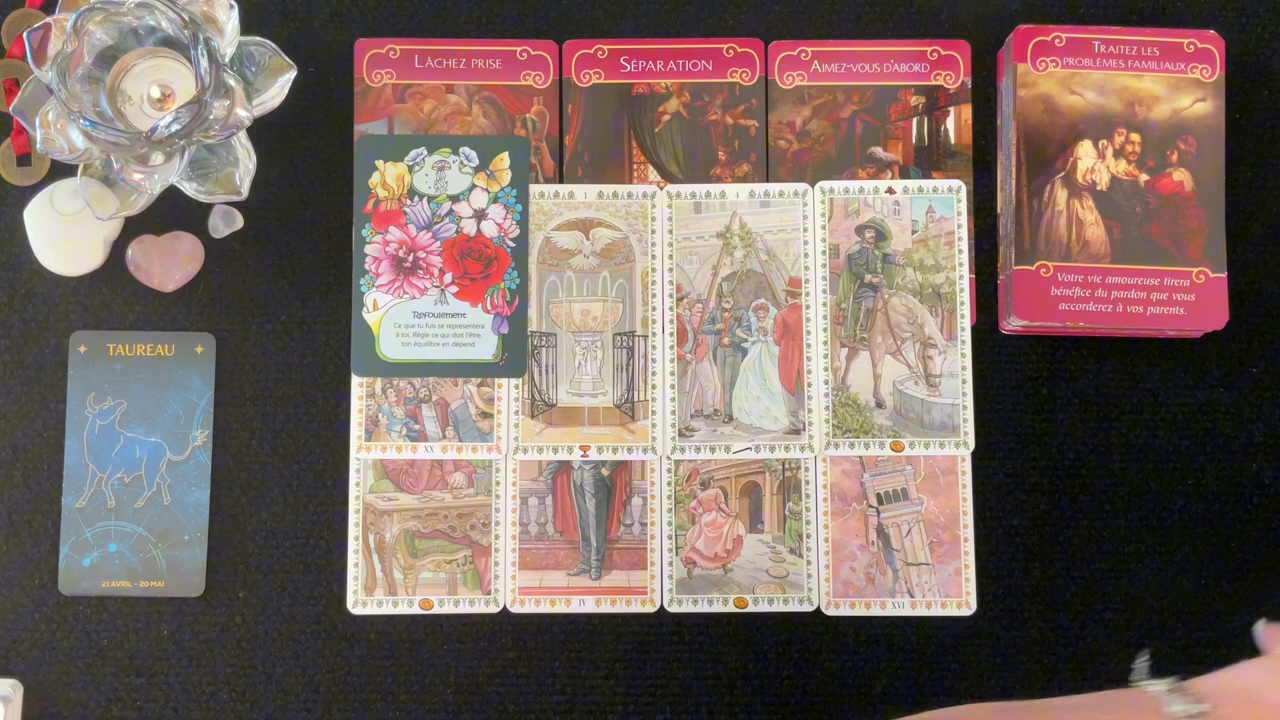 LÂCHEZ PRISE
SÉPARATION
AIMEZ-VOUS D'ABORD
TRAITEZ LES
PROBLÈMES FAMILIAUX
Votre vie amoureuse tirera
bénéfice du pardon que vous
accorderez à vos parents.
1
4
Refoulement
Ce que tu fuis se représentera
à toi. Règle ce qui doit l'être,
ton équilibre en dépend.
TAUREAU
21 AVRIL - 20 MAI
XX
IV
XVI